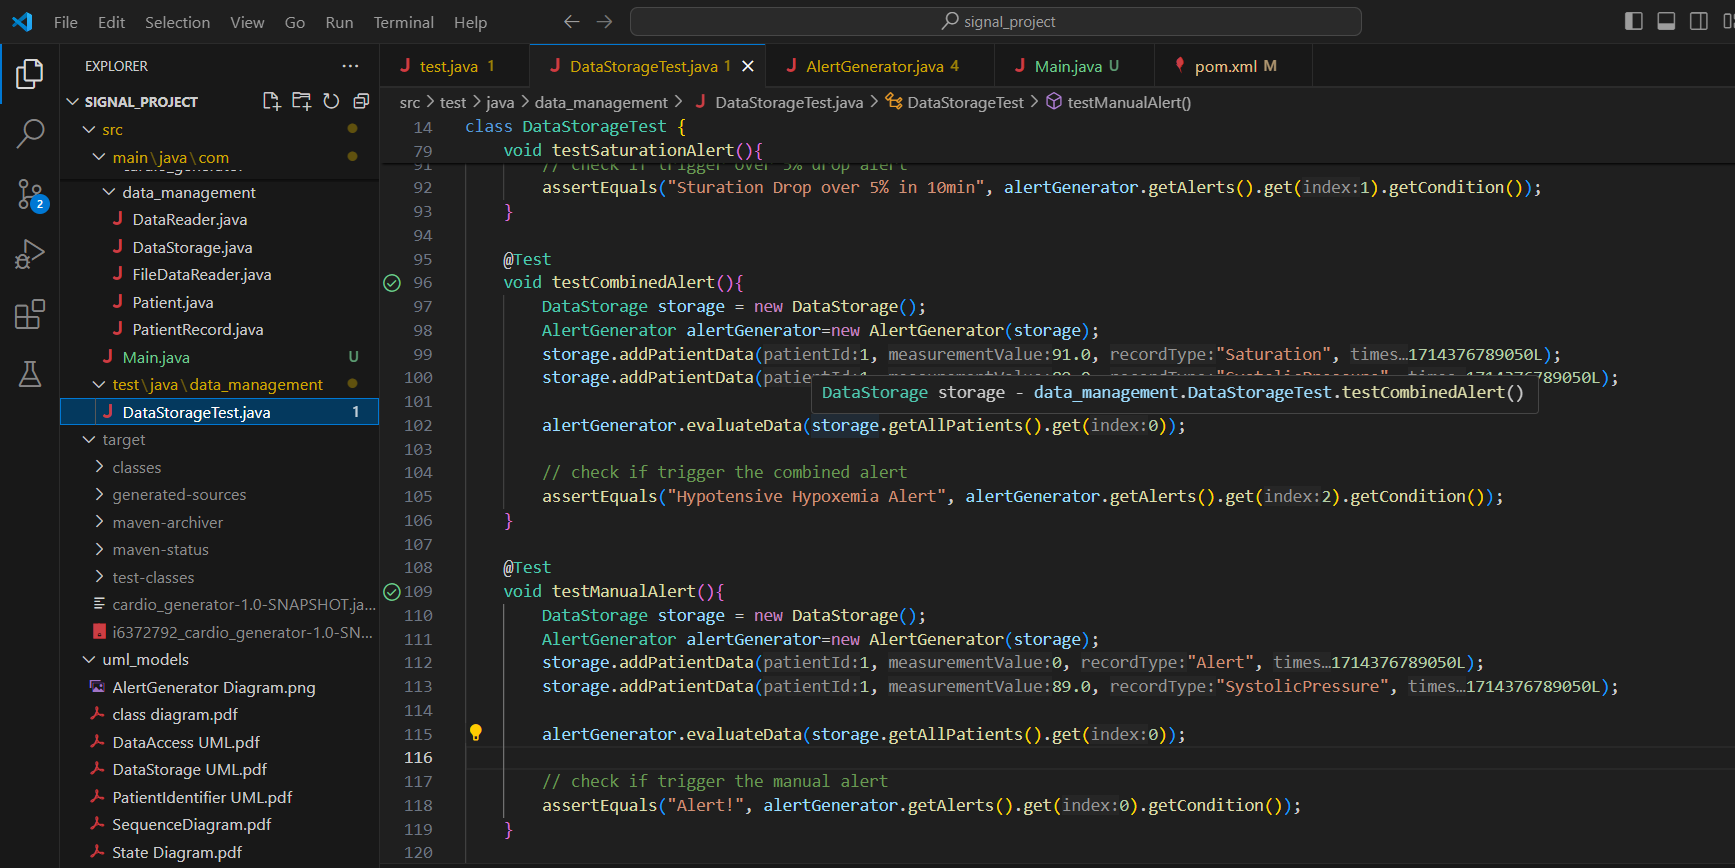 File Edit Selection View Go Run Terminal Help
signal_project
EXPLORER
SIGNAL_PROJECT
src
main\java\com
data_management
DataReader.java
DataStorage.java
FileDataReader.java
Patient.java
PatientRecord.java
Main.java U
test\java\data_management
DataStorageTest.java 1
target
classes
generated-sources
maven-archiver
maven-status
test-classes
cardio_generator-1.0-SNAPSHOT.ja...
i6372792_cardio_generator-1.0-SN...
uml_models
AlertGenerator Diagram.png
class diagram.pdf
DataAccess UML.pdf
DataStorage UML.pdf
PatientIdentifier UML.pdf
SequenceDiagram.pdf
State Diagram.pdf
2
test.java 1 DataStorageTest.java 1 AlertGenerator.java 4 Main.java U pom.xml M
src > test > java > data_management > DataStorageTest.java > DataStorageTest > testManualAlert()
14 class DataStorageTest {
79 void testSaturationAlert(){
91 // check if trigger over 5% drop alert
92 assertEquals("Sturation Drop over 5% in 10min", alertGenerator.getAlerts().get(index:1).getCondition());
93 }
94
95 @Test
96 void testCombinedAlert(){
97 DataStorage storage = new DataStorage();
98 AlertGenerator alertGenerator=new AlertGenerator(storage);
99 storage.addPatientData(patientId:1, measurementValue:91.0, recordType:"Saturation", times…1714376789050L);
100 storage.addPatientData(
DataStorage storage - data_management.DataStorageTest.testCombinedAlert()
101
102 alertGenerator.evaluateData(storage.getAllPatients().get(index:0));
103
104 // check if trigger the combined alert
105 assertEquals("Hypotensive Hypoxemia Alert", alertGenerator.getAlerts().get(index:2).getCondition());
106 }
107
108 @Test
109 void testManualAlert(){
110 DataStorage storage = new DataStorage();
111 AlertGenerator alertGenerator=new AlertGenerator(storage);
112 storage.addPatientData(patientId:1, measurementValue:0, recordType:"Alert", times…1714376789050L);
113 storage.addPatientData(patientId:1, measurementValue:89.0, recordType:"SystolicPressure", times…1714376789050L);
114
115 alertGenerator.evaluateData(storage.getAllPatients().get(index:0));
116
117 // check if trigger the manual alert
118 assertEquals("Alert!", alertGenerator.getAlerts().get(index:0).getCondition());
119 }
120